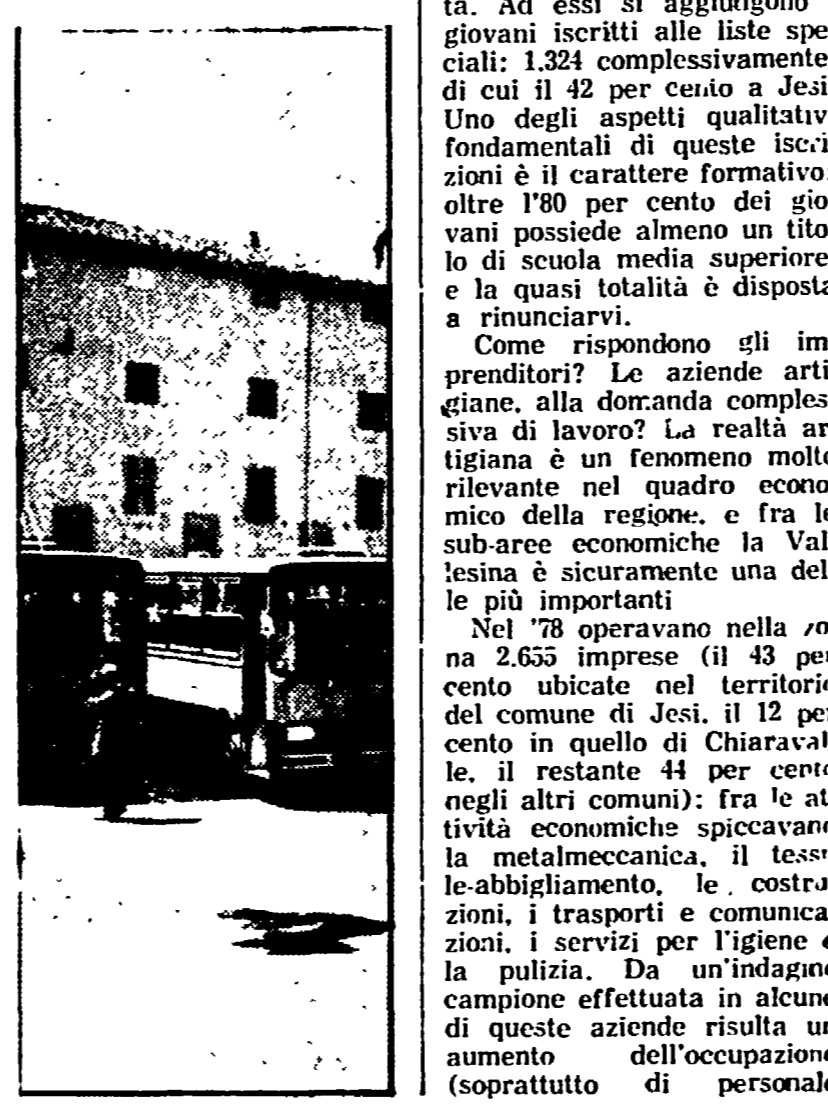 ta. Ad essi si aggiungono
giovani iscritti alle liste spe
ciali: 1.324 complessivamente
di cui il 42 per cento a Jesi
Uno degli aspetti qualitativ
fondamentali di queste iscri
zioni è il carattere formativo:
oltre l'80 per cento dei gio
vani possiede almeno un tito
lo di scuola media superiore
e la quasi totalità è disposta
a rinunciarvi.
Come rispondono gli im
prenditori? Le aziende arti
giane, alla domanda comples
siva di lavoro? La realtà ar
tigiana è un fenomeno molto
rilevante nel quadro econo
mico della regione, e fra le
sub-aree economiche la Val
lesina è sicuramente una del
le più importanti
Nel '78 operavano nella zo
na 2.655 imprese (il 43 per
cento ubicate nel territorio
del comune di Jesi, il 12 per
cento in quello di Chiaraval
le, il restante 44 per cento
negli altri comuni): fra le at
tività economiche spiccavano
la metalmeccanica, il tessi
le-abbigliamento, le costru
zioni, i trasporti e comunica
zioni, i servizi per l'igiene e
la pulizia. Da un'indagine
campione effettuata in alcune
di queste aziende risulta un
aumento dell'occupazione
(soprattutto di personale